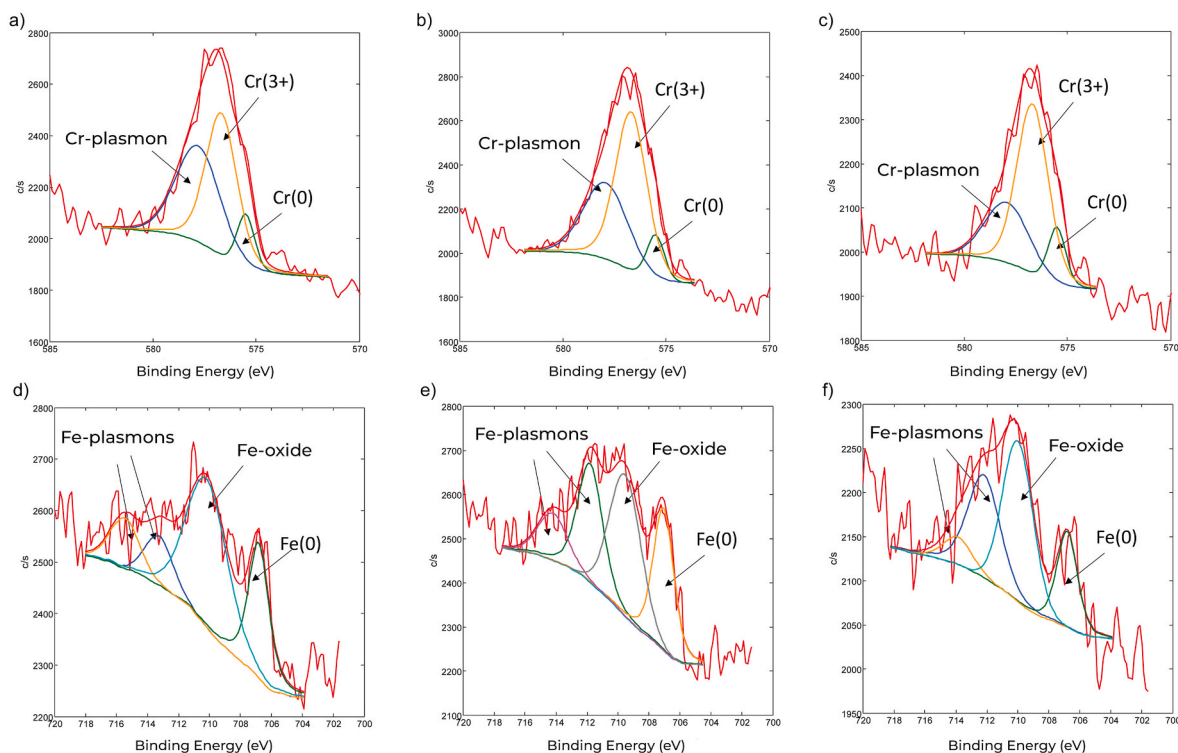 a)
2800
2600
2400
2200
2000
1800
1600
c/s
Cr(3+)
Cr-plasmon
Cr(0)
585
580
575
570
Binding Energy (eV)
b)
3000
2800
2600
2400
2200
2000
1800
1600
c/s
Cr(3+)
Cr-plasmon
Cr(0)
585
580
575
570
Binding Energy (eV)
c)
2500
2400
2300
2200
2100
2000
1900
1800
c/s
Cr(3+)
Cr-plasmon
Cr(0)
585
580
575
570
Binding Energy (eV)
d)
2800
2700
2600
2500
2400
2300
2200
c/s
Fe-plasmons
Fe-oxide
Fe(0)
720
718
716
714
712
710
708
706
704
702
700
Binding Energy (eV)
e)
2800
2700
2600
2500
2400
2300
2200
2100
c/s
Fe-plasmons
Fe-oxide
Fe(0)
720
718
716
714
712
710
708
706
704
702
700
Binding Energy (eV)
f)
2300
2250
2200
2150
2100
2050
2000
1950
c/s
Fe-plasmons
Fe-oxide
Fe(0)
720
718
716
714
712
710
708
706
704
702
700
Binding Energy (eV)